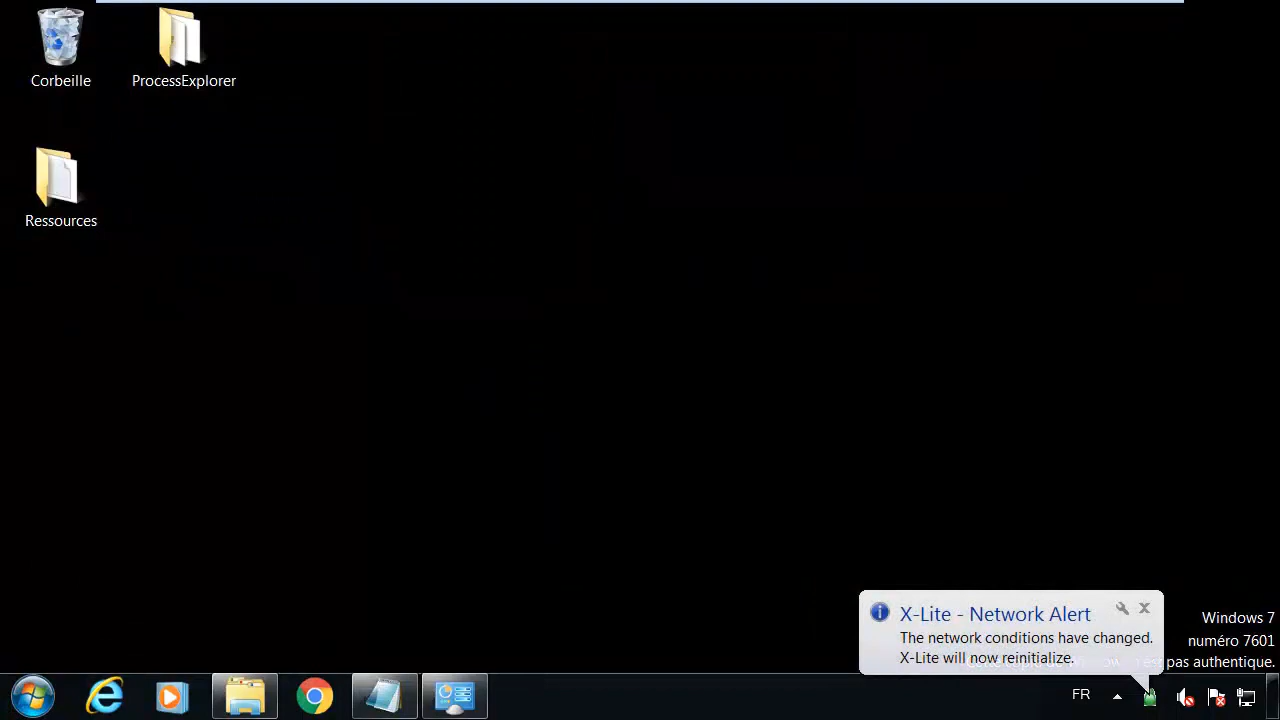 Corbeille
ProcessExplorer
Ressources
X-Lite - Network Alert
The network conditions have changed.
X-Lite will now reinitialize.
Windows 7
numéro 7601
est pas authentique.
FR